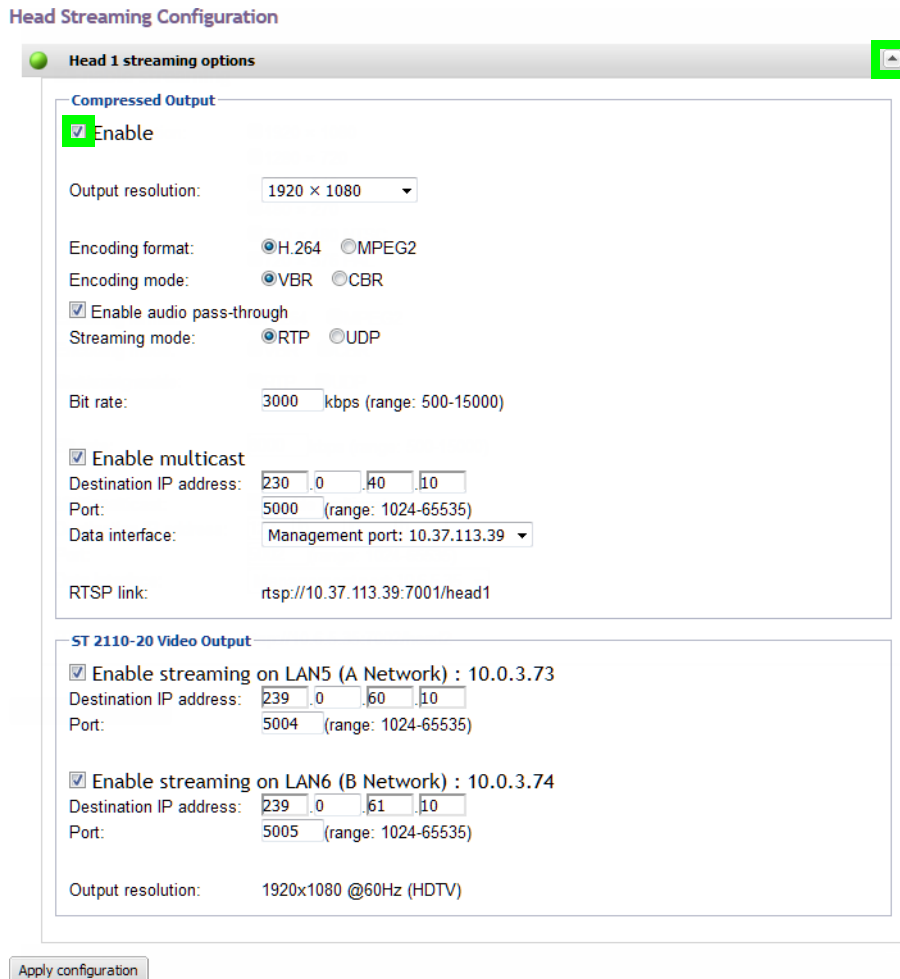 Head Streaming Configuration
Head 1 streaming options
Compressed Output
Enable
Output resolution: 1920 × 1080
Encoding format: H.264 MPEG2
Encoding mode: VBR CBR
Enable audio pass-through
Streaming mode: RTP UDP
Bit rate: 3000 kbps (range: 500-15000)
Enable multicast
Destination IP address: 230 .0 .40 .10
Port: 5000 (range: 1024-65535)
Data interface: Management port: 10.37.113.39
RTSP link: rtsp://10.37.113.39:7001/head1
ST 2110-20 Video Output
Enable streaming on LAN5 (A Network) : 10.0.3.73
Destination IP address: 239 .0 .60 .10
Port: 5004 (range: 1024-65535)
Enable streaming on LAN6 (B Network) : 10.0.3.74
Destination IP address: 239 .0 .61 .10
Port: 5005 (range: 1024-65535)
Output resolution: 1920x1080 @60Hz (HDTV)
Apply configuration